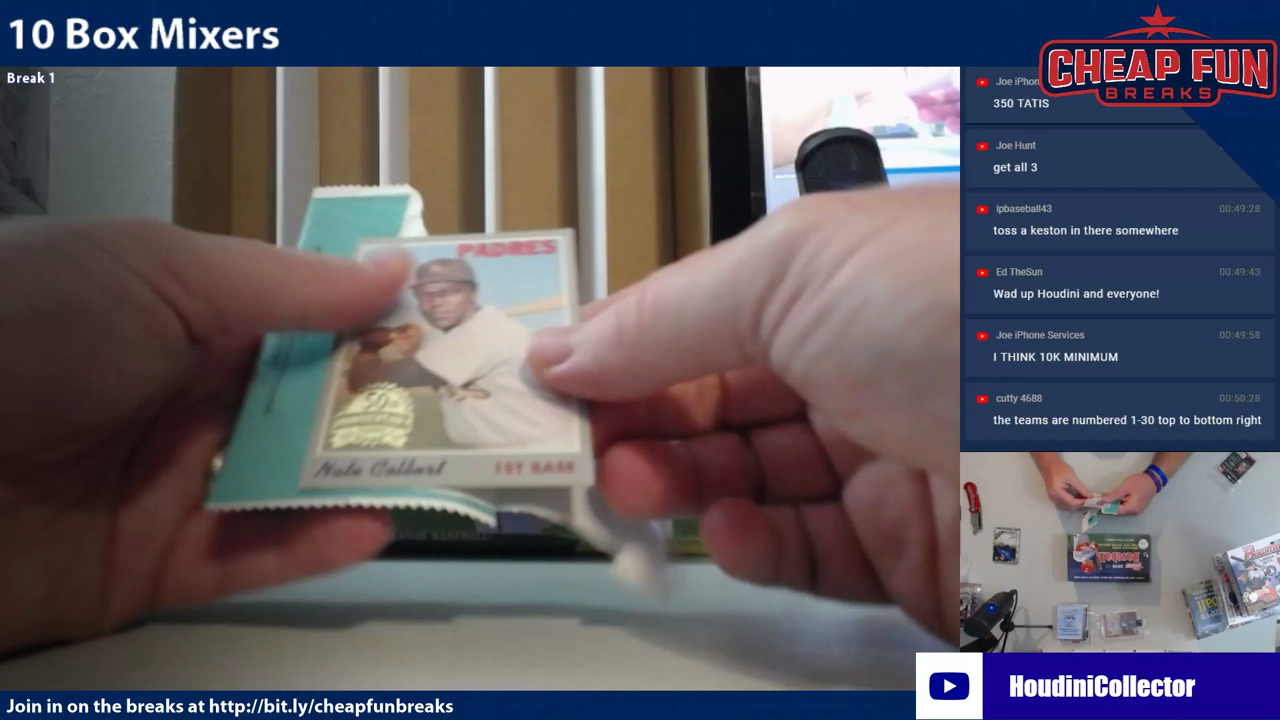 10 Box Mixers
CHEAP FUN
BREAKS
Break 1
Joe iPhon
350 TATIS
Joe Hunt
get all 3
lpbaseball43 00:49:28
toss a keston in there somewhere
Ed TheSun 00:49:43
Wad up Houdini and everyone!
Joe iPhone Services 00:49:58
I THINK 10K MINIMUM
cutty 4688 00:50:28
the teams are numbered 1-30 top to bottom right
PADRES
50
Nate Colbert
1ST BASE
HoudiniCollector
Join in on the breaks at http://bit.ly/cheapfunbreaks